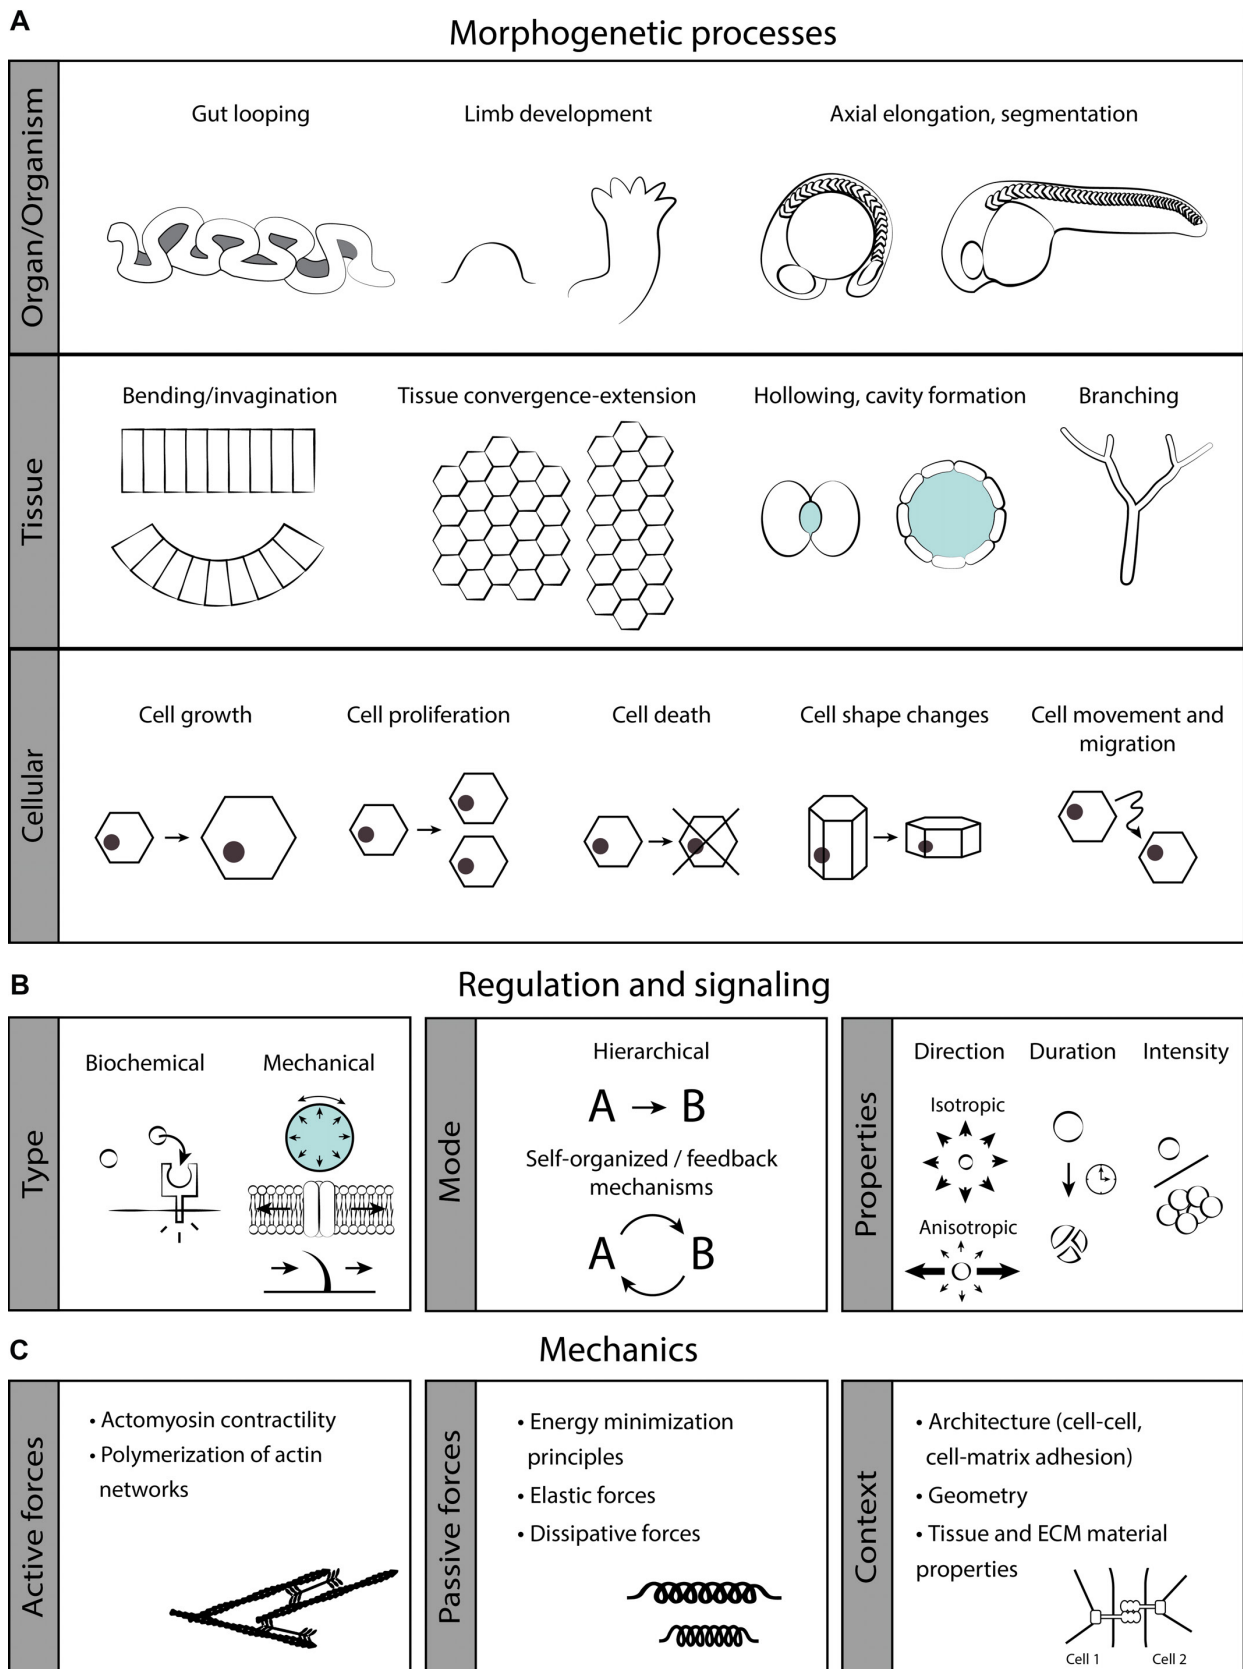 A
Morphogenetic processes
Organ/Organism
Gut looping
Limb development
Axial elongation, segmentation
Tissue
Bending/invagination
Tissue convergence-extension
Hollowing, cavity formation
Branching
Cellular
Cell growth
Cell proliferation
Cell death
Cell shape changes
Cell movement and
migration
B
Regulation and signaling
Type
Biochemical
Mechanical
Mode
Hierarchical
A → B
Self-organized / feedback
mechanisms
A B
Properties
Direction
Duration
Intensity
Isotropic
Anisotropic
C
Mechanics
Active forces
• Actomyosin contractility
• Polymerization of actin
networks
Passive forces
• Energy minimization
principles
• Elastic forces
• Dissipative forces
Context
• Architecture (cell-cell,
cell-matrix adhesion)
• Geometry
• Tissue and ECM material
properties
Cell 1
Cell 2